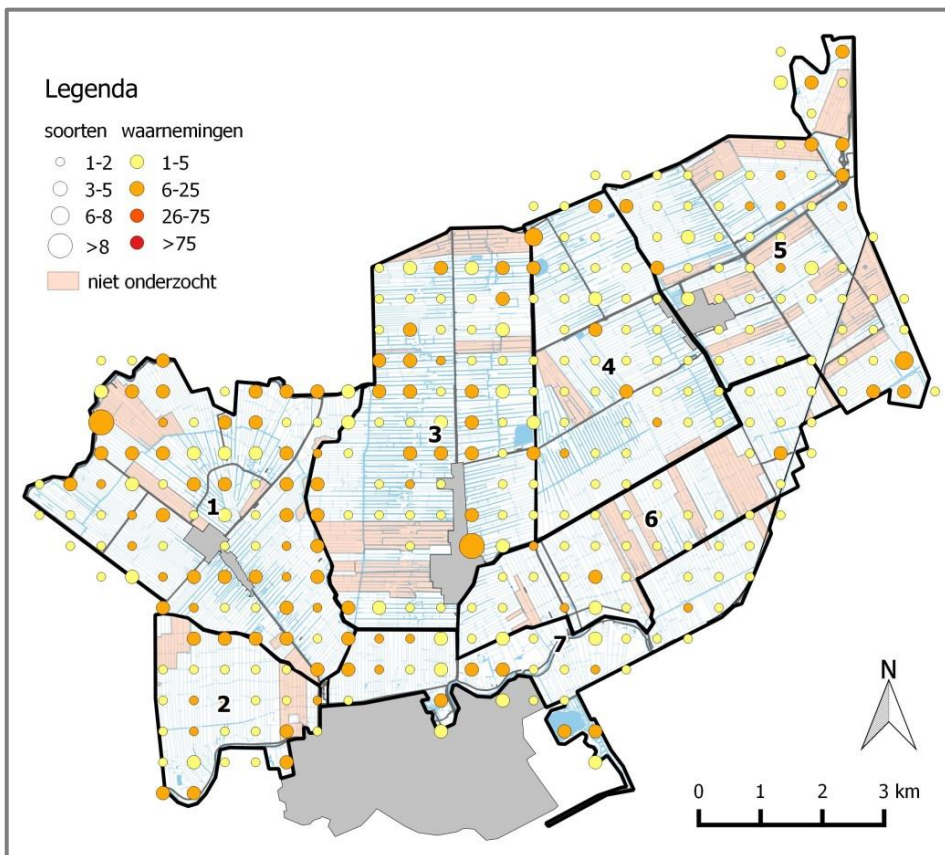 Legenda
soorten waarnemingen
1-2 1-5
3-5 6-25
6-8 26-75
>8 >75
niet onderzocht
5
4
3
1
6
7
2
N
0 1 2 3 km